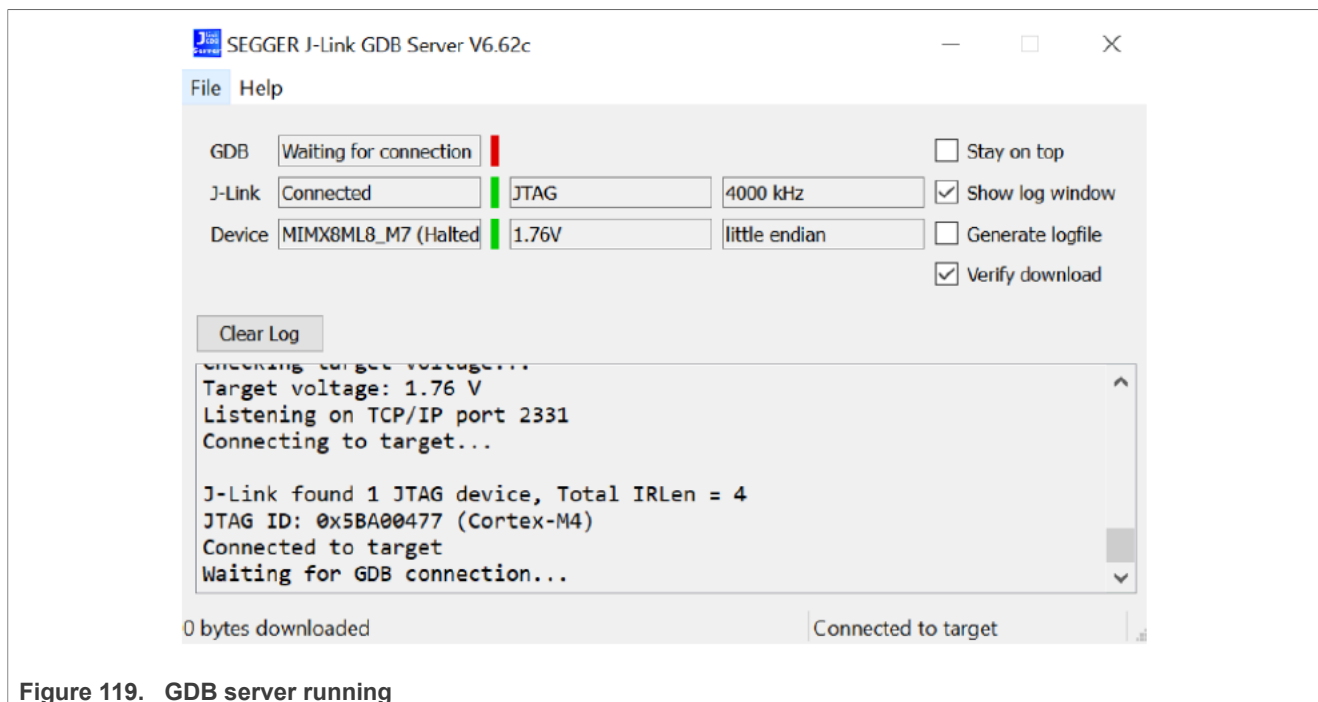 SEGGER J-Link GDB Server V6.62c
File Help
GDB Waiting for connection Stay on top
J-Link Connected JTAG 4000 kHz Show log window
Device MIMX8ML8_M7 (Halted 1.76V little endian Generate logfile
Verify download
Clear Log
Checking target voltage...
Target voltage: 1.76 V
Listening on TCP/IP port 2331
Connecting to target...
J-Link found 1 JTAG device, Total IRLen = 4
JTAG ID: 0x5BA00477 (Cortex-M4)
Connected to target
Waiting for GDB connection...
0 bytes downloaded Connected to target
Figure 119. GDB server running